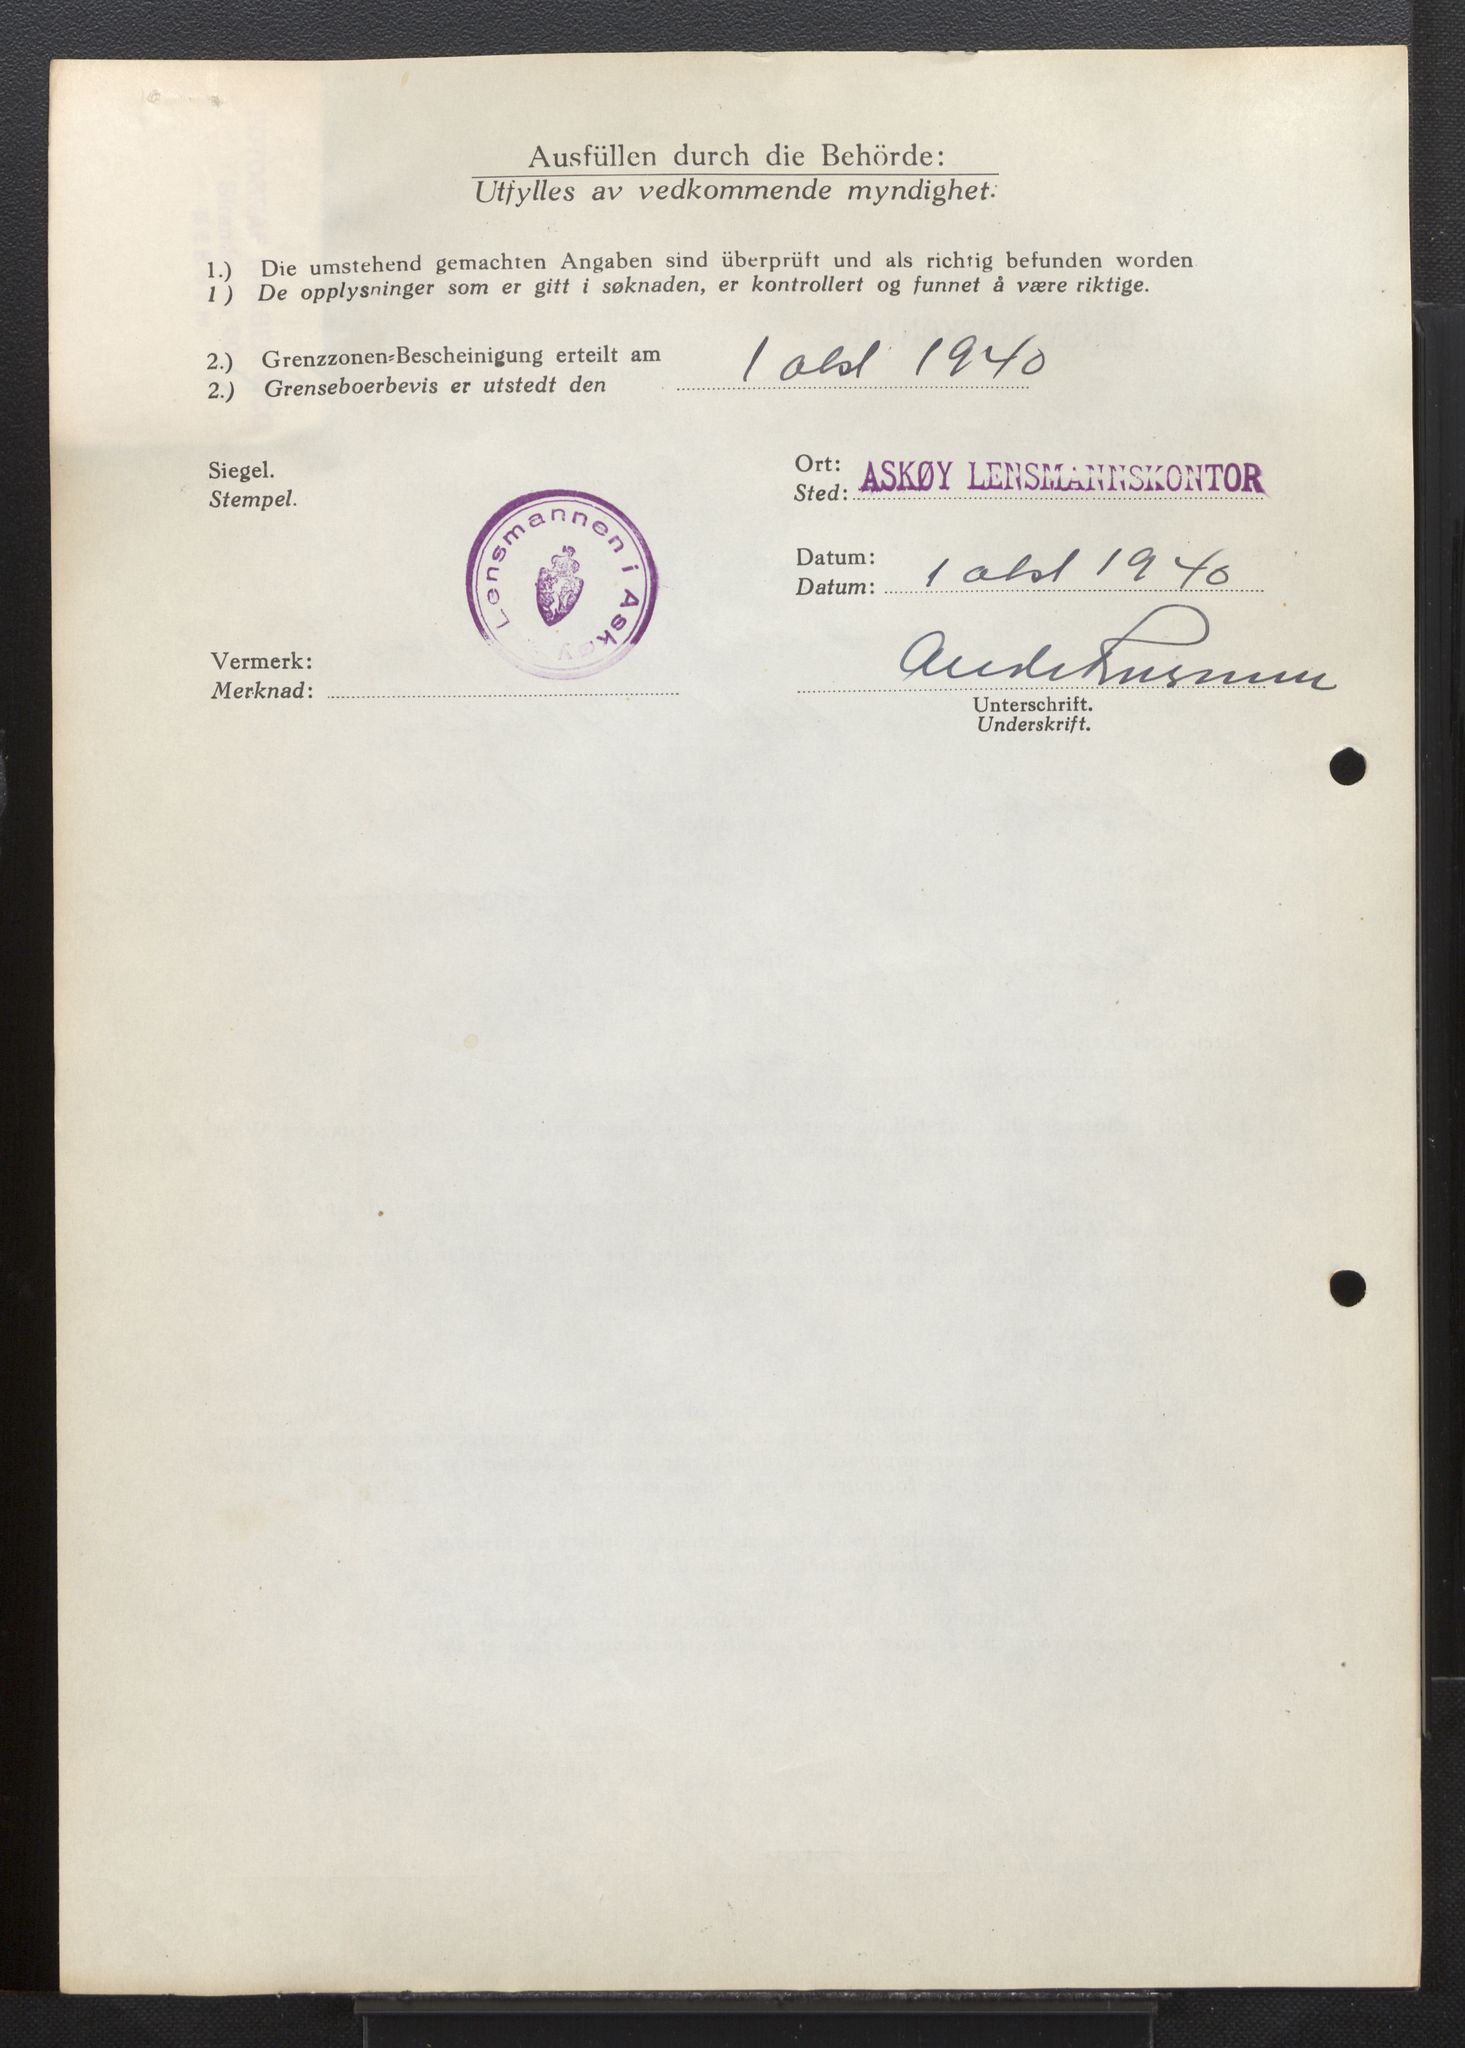 Ausfüllen durch die Behörde:
Utfylles av vedkommende myndighet:
1.) Die umstehend gemachten Angaben sind überprüft und als richtig befunden worden
1) De opplysninger som er gitt i søknaden, er kontrollert og funnet å være riktige.
2.) Grenzzonen-Bescheinigung erteilt am
1 okt 1940
2.) Grenseboerbevis er utstedt den
Siegel.
Stempel.
Lensmannen i Askøy
Ort:
Sted: ASKØY LENSMANNSKONTOR
Datum:
Datum: 1 okt 1940
Vermerk:
Merknad:
Unterschrift.
Underskrift.